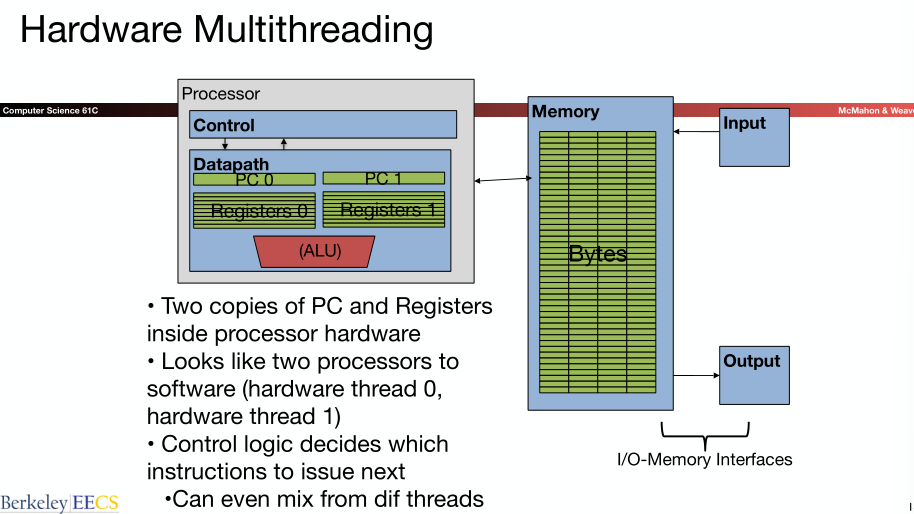 Hardware Multithreading
Computer Science 61C
McMahon & Weav
Processor
Control
Datapath
PC 0
PC 1
Registers 0
Registers 1
(ALU)
Memory
Bytes
Input
Output
I/O-Memory Interfaces
• Two copies of PC and Registers
inside processor hardware
• Looks like two processors to
software (hardware thread 0,
hardware thread 1)
• Control logic decides which
instructions to issue next
•Can even mix from dif threads
Berkeley EECS